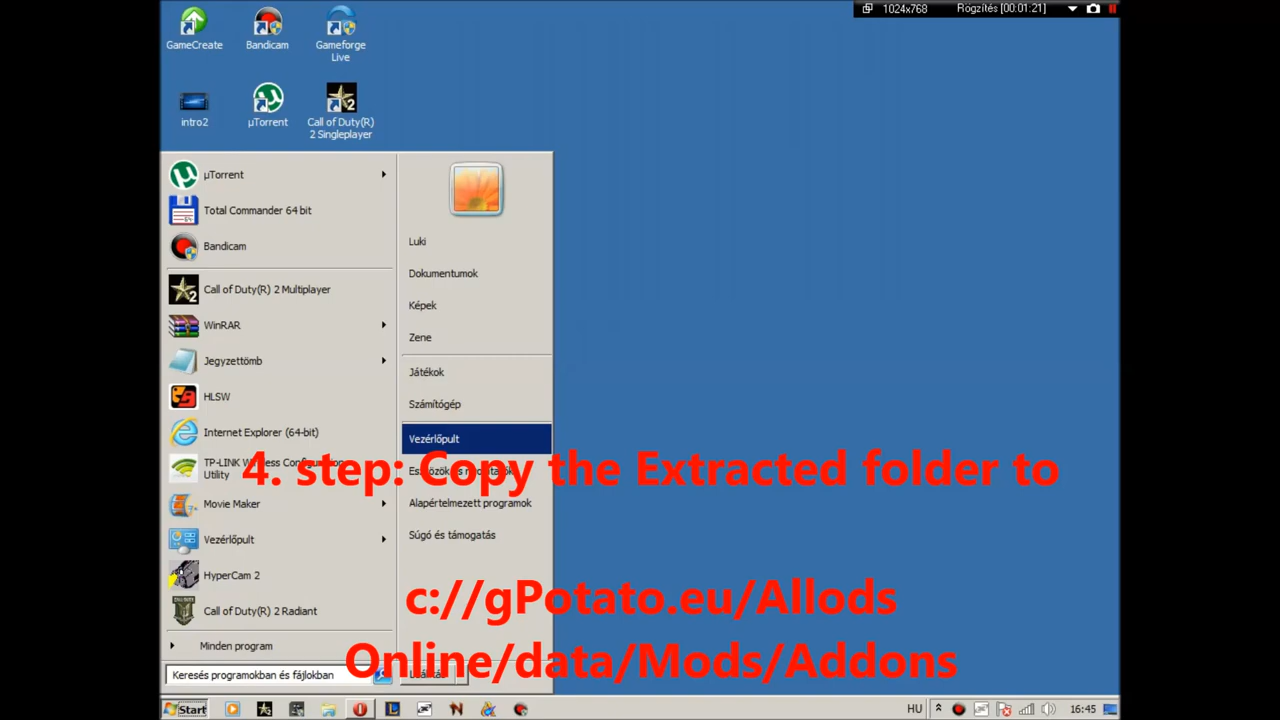 1024x768
Rögzítés [00:01:21]
GameCreate
Bandicam
Gameforge
Live
intro2
µTorrent
Call of Duty(R)
2 Singleplayer
µTorrent
Total Commander 64 bit
Bandicam
Call of Duty(R) 2 Multiplayer
WinRAR
Jegyzettömb
HLSW
Internet Explorer (64-bit)
TP-LINK Wireless Configuration
Utility
Movie Maker
Vezérlőpult
HyperCam 2
Call of Duty(R) 2 Radiant
Minden program
Keresés programokban és fájlokban
Luki
Dokumentumok
Képek
Zene
Játékok
Számítógép
Vezérlőpult
Alapértelmezett programok
Súgó és támogatás
4. step: Copy the Extracted folder to
c://gPotato.eu/Allods
Online/data/Mods/Addons
Start
HU
16:45